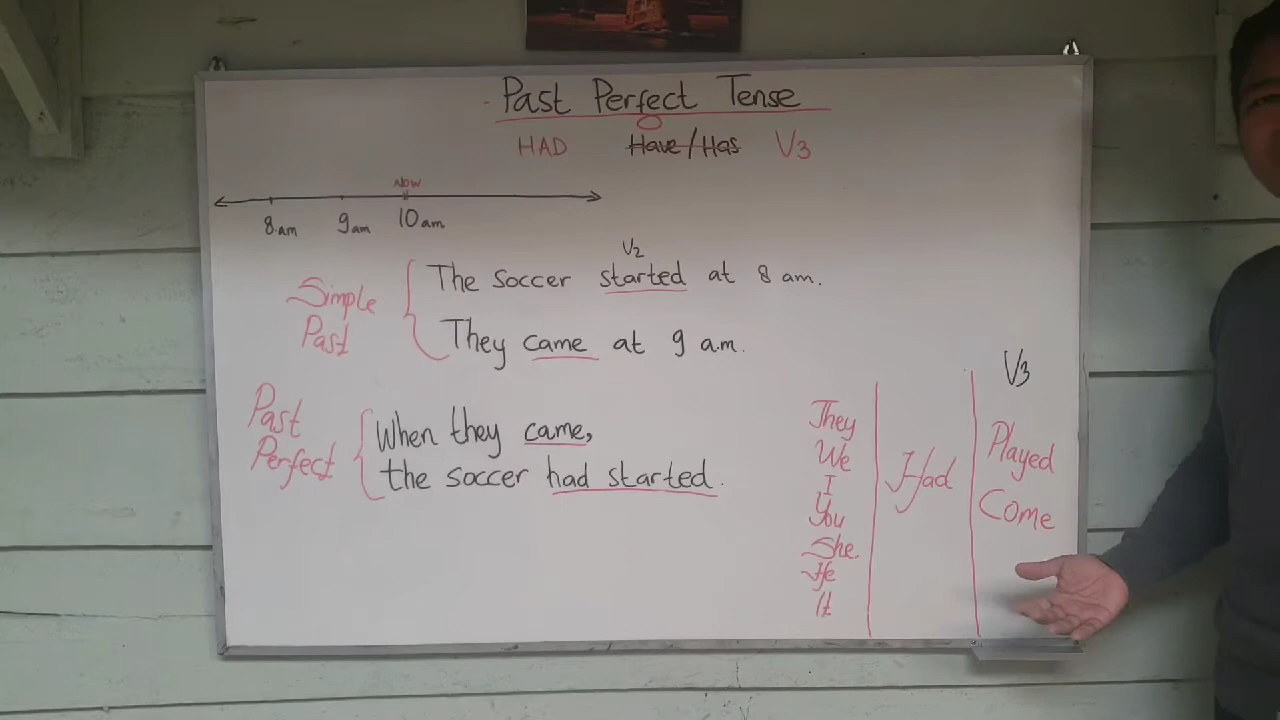 Past Perfect Tense
HAD Have/Has V3
Now
8 am 9 am 10 am
V2
Simple Past
The soccer started at 8 am.
They came at 9 a.m.
Past Perfect
When they came,
the soccer had started.
They
We
I
You
She
He
It
Had
V3
Played
Come